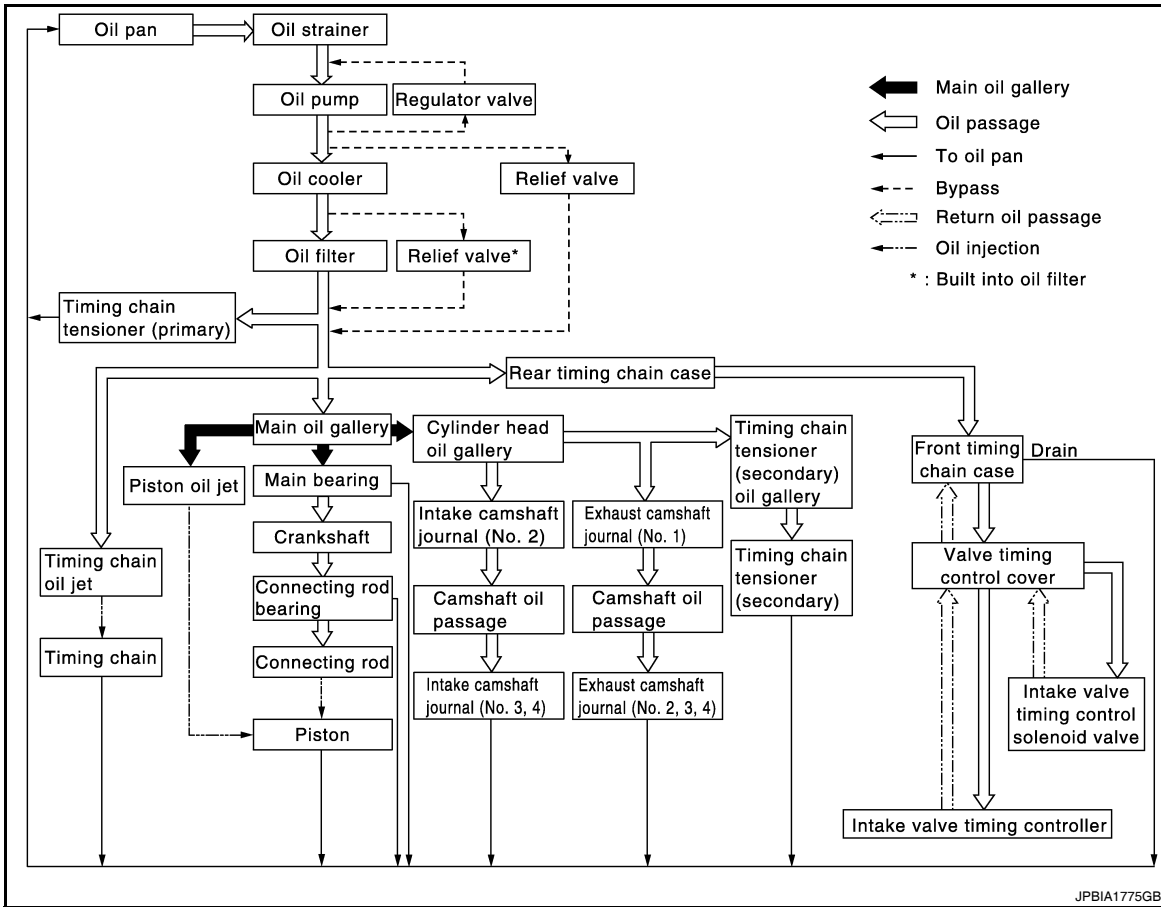 Oil pan
Oil strainer
Oil pump
Regulator valve
Oil cooler
Relief valve
Oil filter
Relief valve*
Main oil gallery
Oil passage
To oil pan
Bypass
Return oil passage
Oil injection
* : Built into oil filter
Timing chain
tensioner (primary)
Rear timing chain case
Main oil gallery
Cylinder head
oil gallery
Timing chain
tensioner
(secondary)
oil gallery
Front timing
chain case
Drain
Piston oil jet
Main bearing
Intake camshaft
journal (No. 2)
Exhaust camshaft
journal (No. 1)
Crankshaft
Timing chain
oil jet
Timing chain
tensioner
(secondary)
Valve timing
control cover
Connecting rod
bearing
Camshaft oil
passage
Camshaft oil
passage
Timing chain
Connecting rod
Intake camshaft
journal (No. 3, 4)
Exhaust camshaft
journal (No. 2, 3, 4)
Intake valve
timing control
solenoid valve
Piston
Intake valve timing controller
JPBIA1775GB